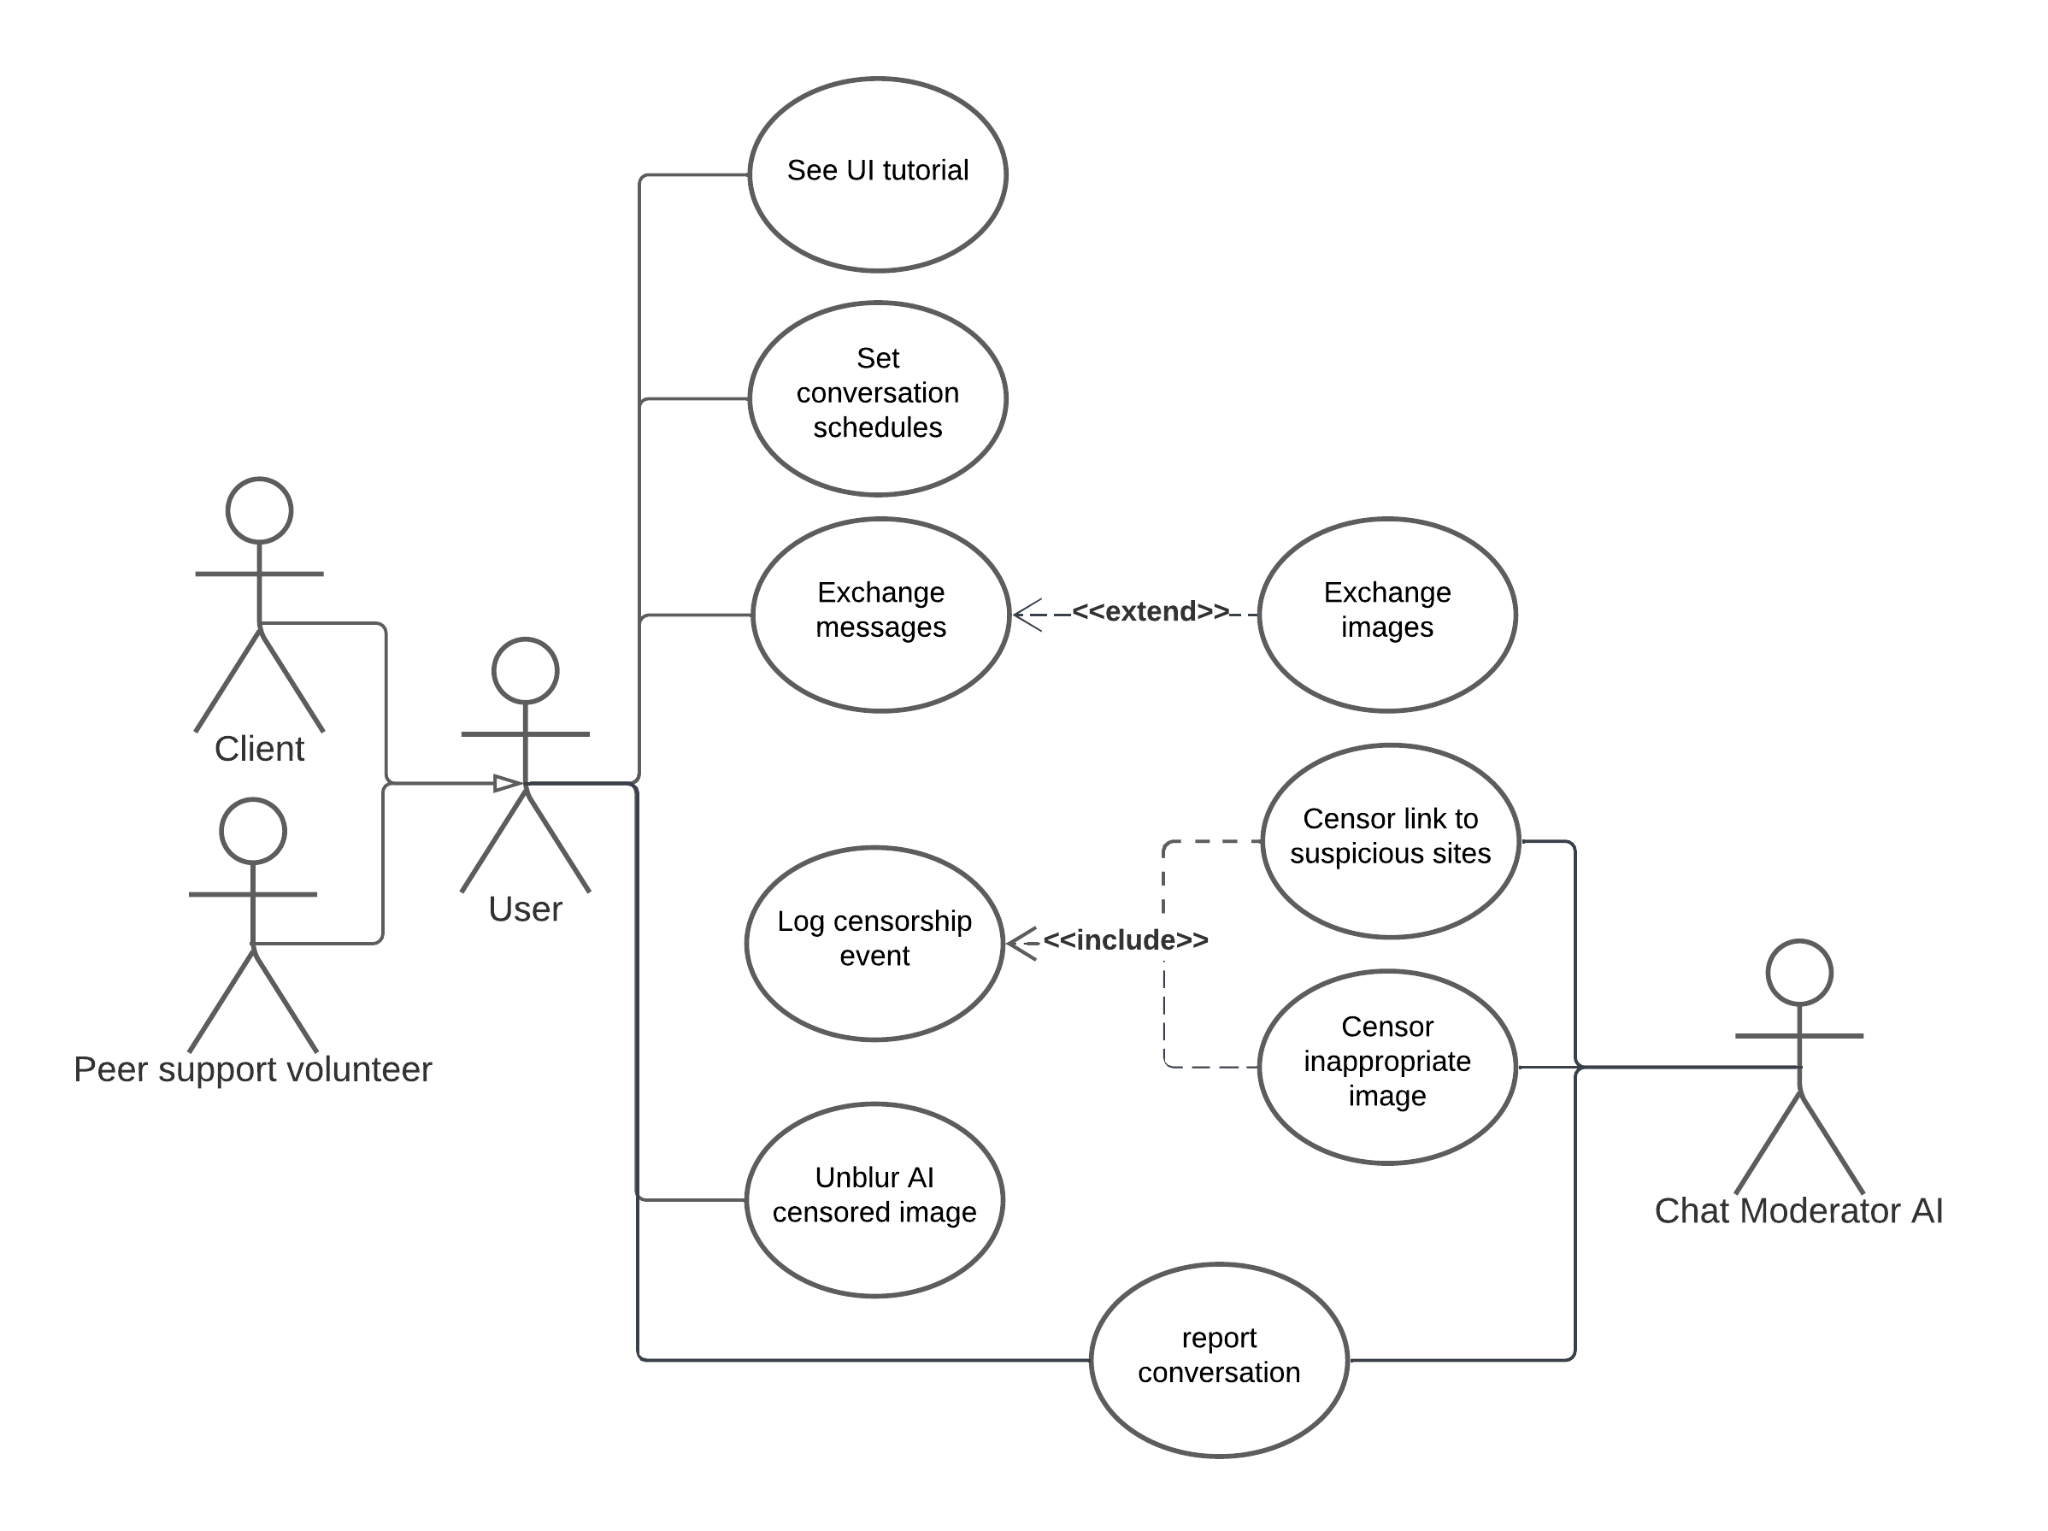 See UI tutorial
Set
conversation
schedules
Exchange
messages
<<extend>>
Exchange
images
Client
User
Peer support volunteer
Censor link to
suspicious sites
Log censorship
event
<<include>>
Censor
inappropriate
image
Chat Moderator AI
Unblur AI
censored image
report
conversation